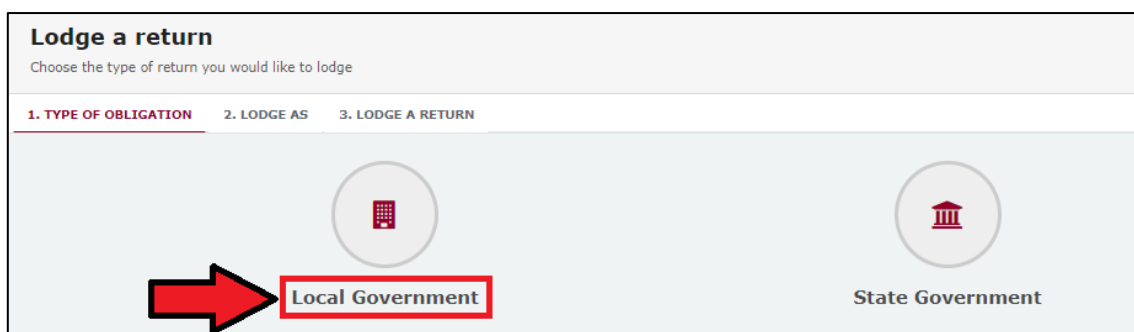 Lodge a return
Choose the type of return you would like to lodge
1. TYPE OF OBLIGATION 2. LODGE AS 3. LODGE A RETURN
Local Government State Government